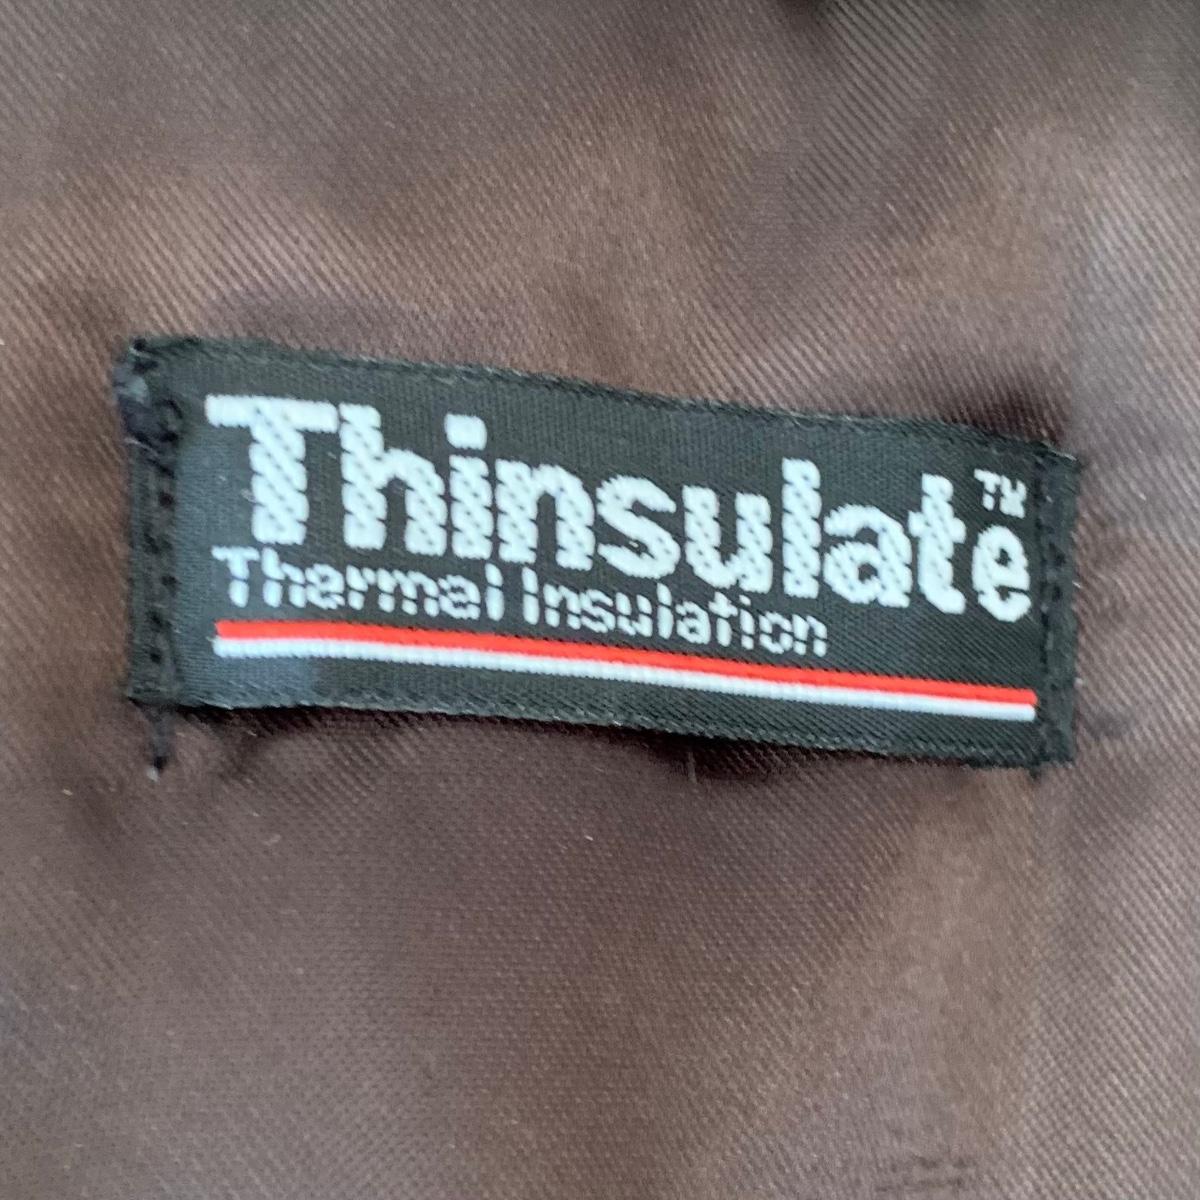 Thinsulate™
Thermal Insulation